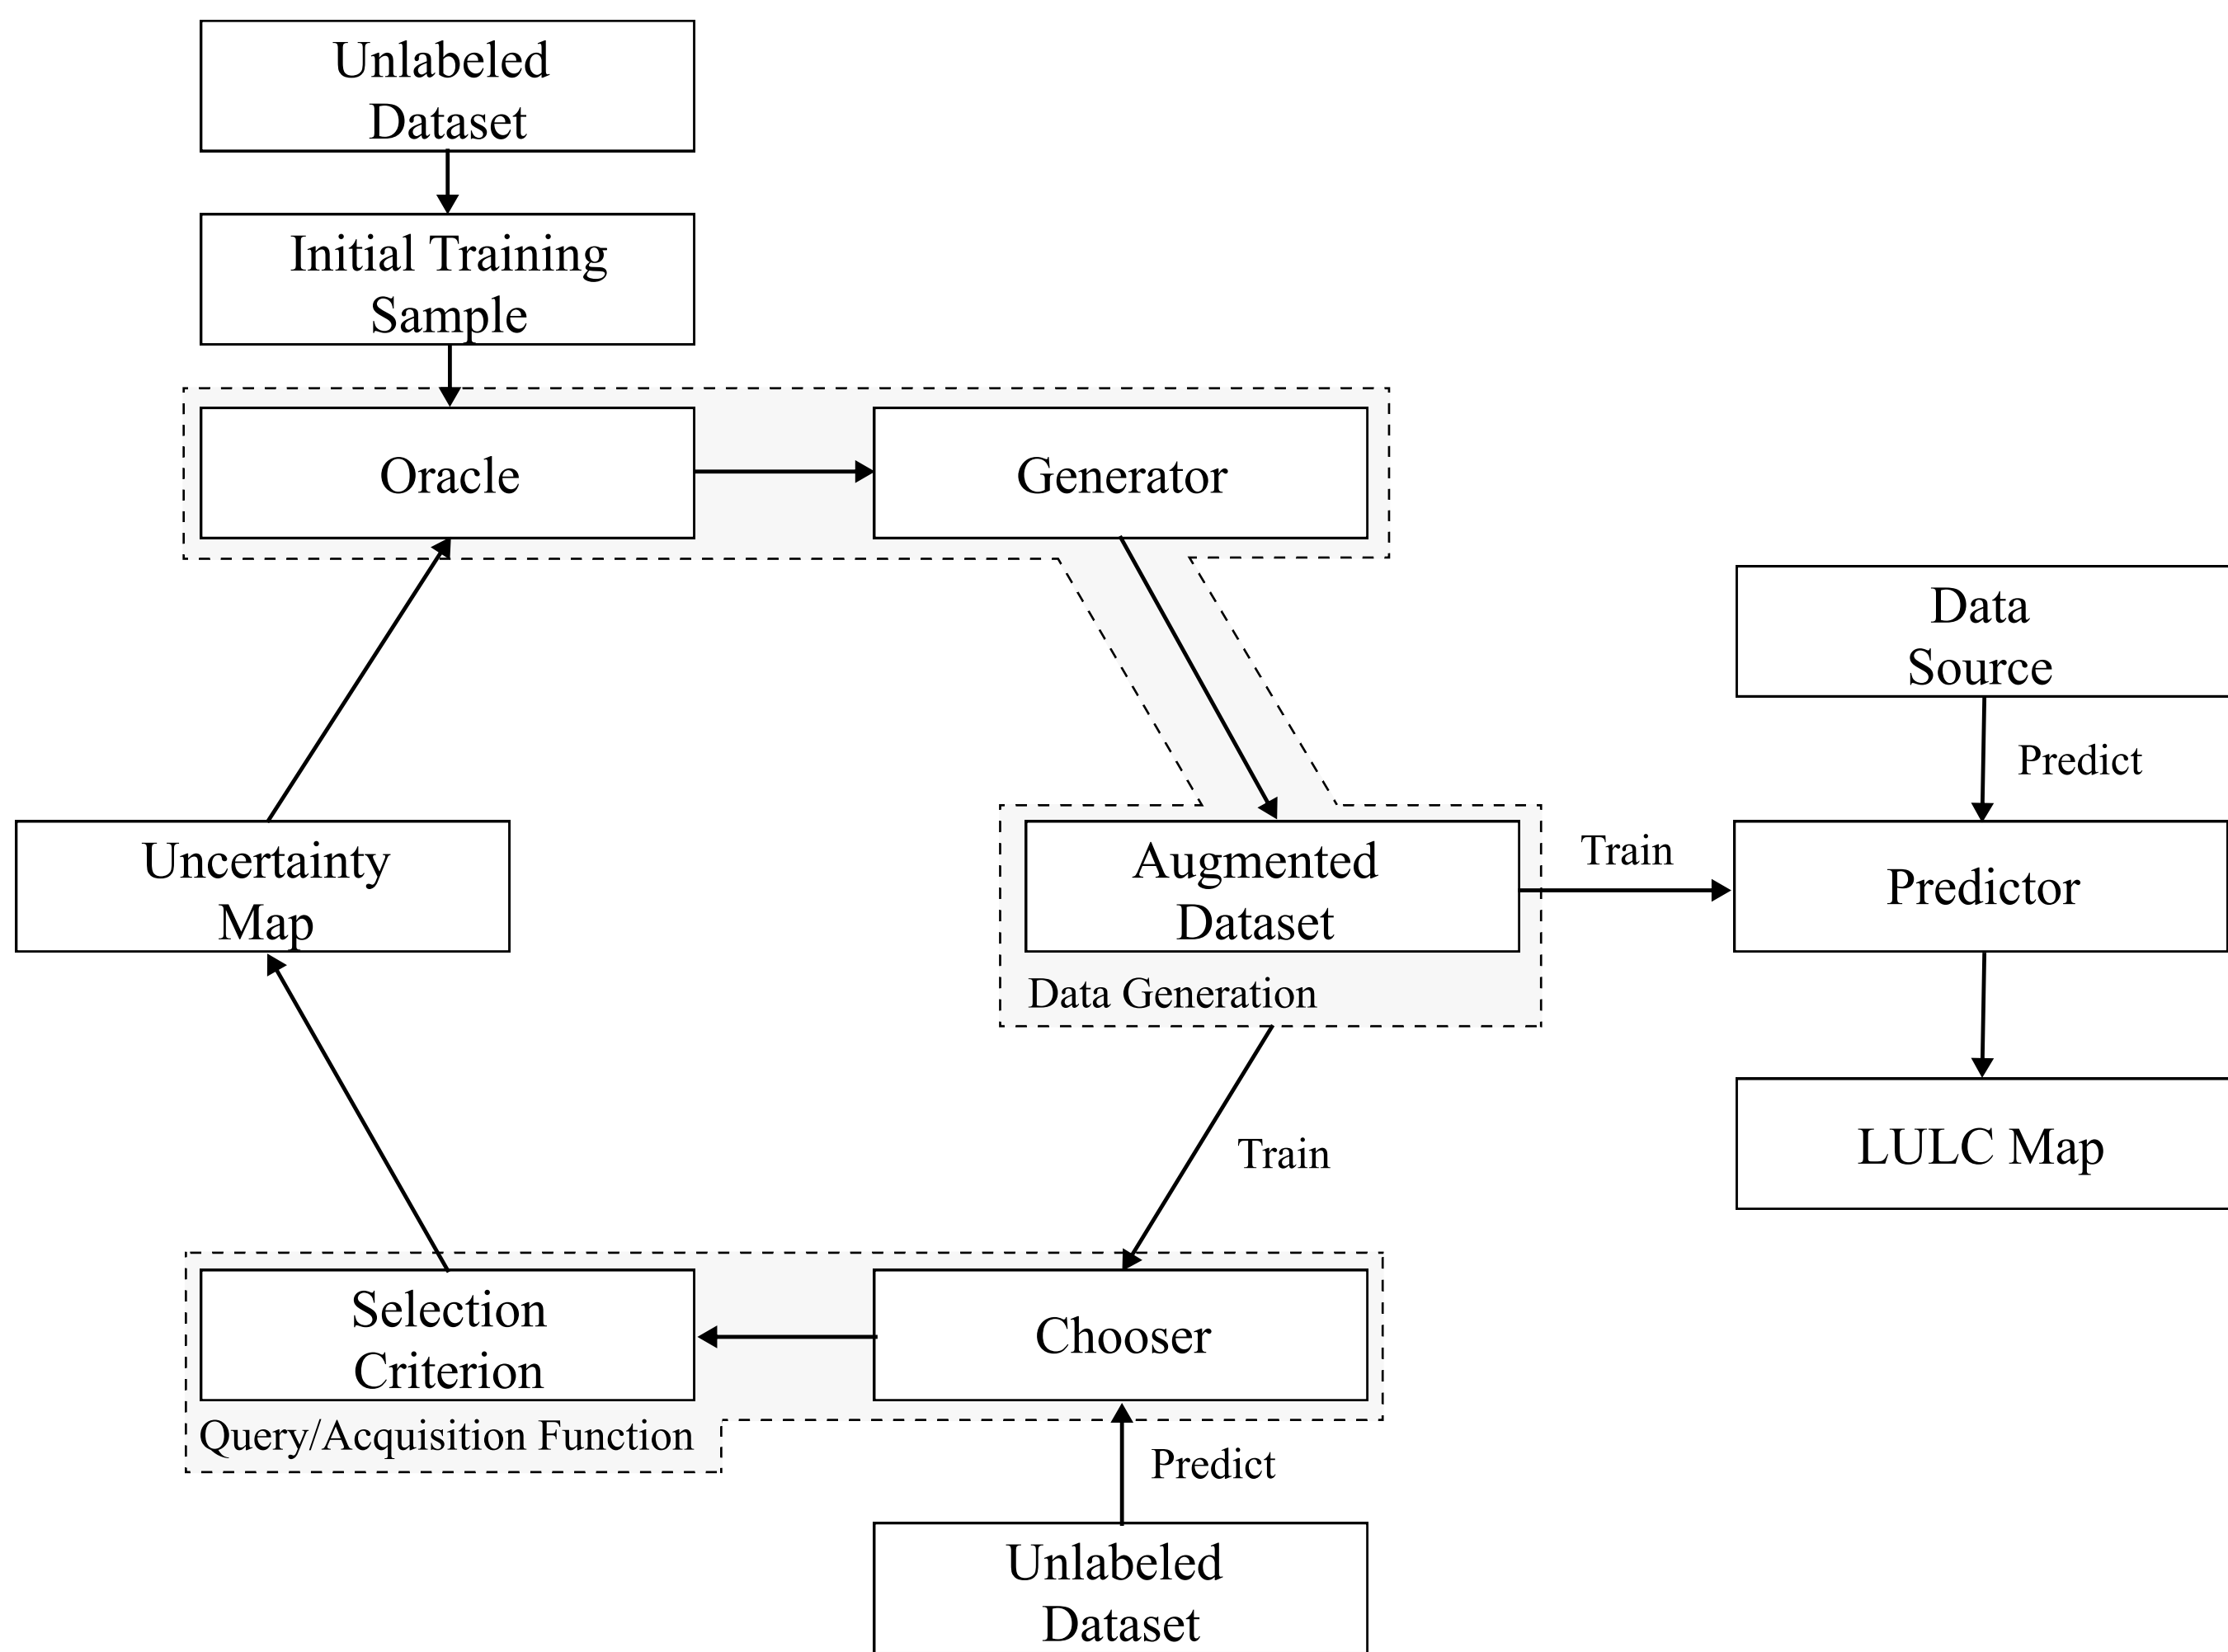 Unlabeled
Dataset
Initial Training
Sample
Oracle
Generator
Data
Source
Predict
Uncertainty
Map
Augmented
Dataset
Train
Predictor
Data Generation
Train
LULC Map
Selection
Criterion
Chooser
Query/Acquisition Function
Predict
Unlabeled
Dataset